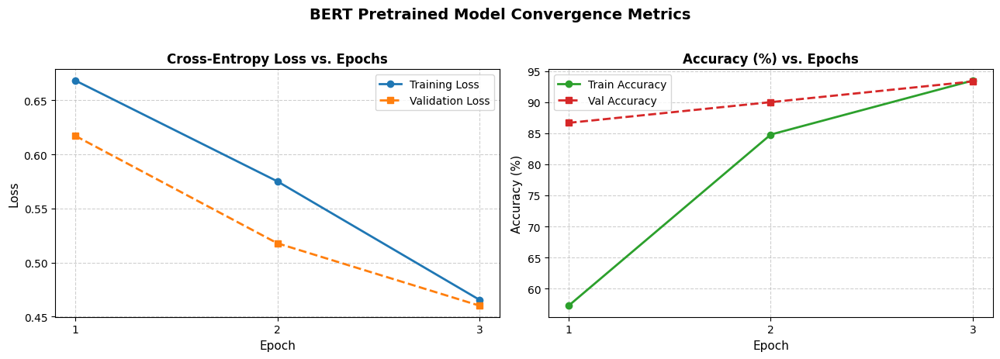 BERT Pretrained Model Convergence Metrics
Cross-Entropy Loss vs. Epochs
Training Loss
Validation Loss
0.65
0.60
0.55
0.50
0.45
Loss
1 2 3
Epoch
Accuracy (%) vs. Epochs
Train Accuracy
Val Accuracy
95
90
85
80
75
70
65
60
Accuracy (%)
1 2 3
Epoch